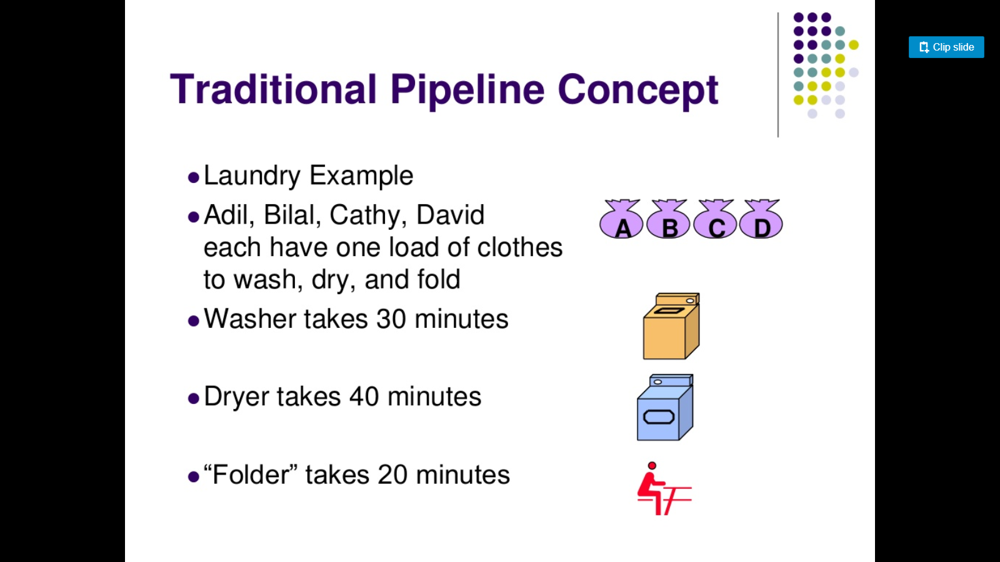 Clip slide
Traditional Pipeline Concept
Laundry Example
Adil, Bilal, Cathy, David
each have one load of clothes
to wash, dry, and fold
A B C D
Washer takes 30 minutes
Dryer takes 40 minutes
“Folder” takes 20 minutes